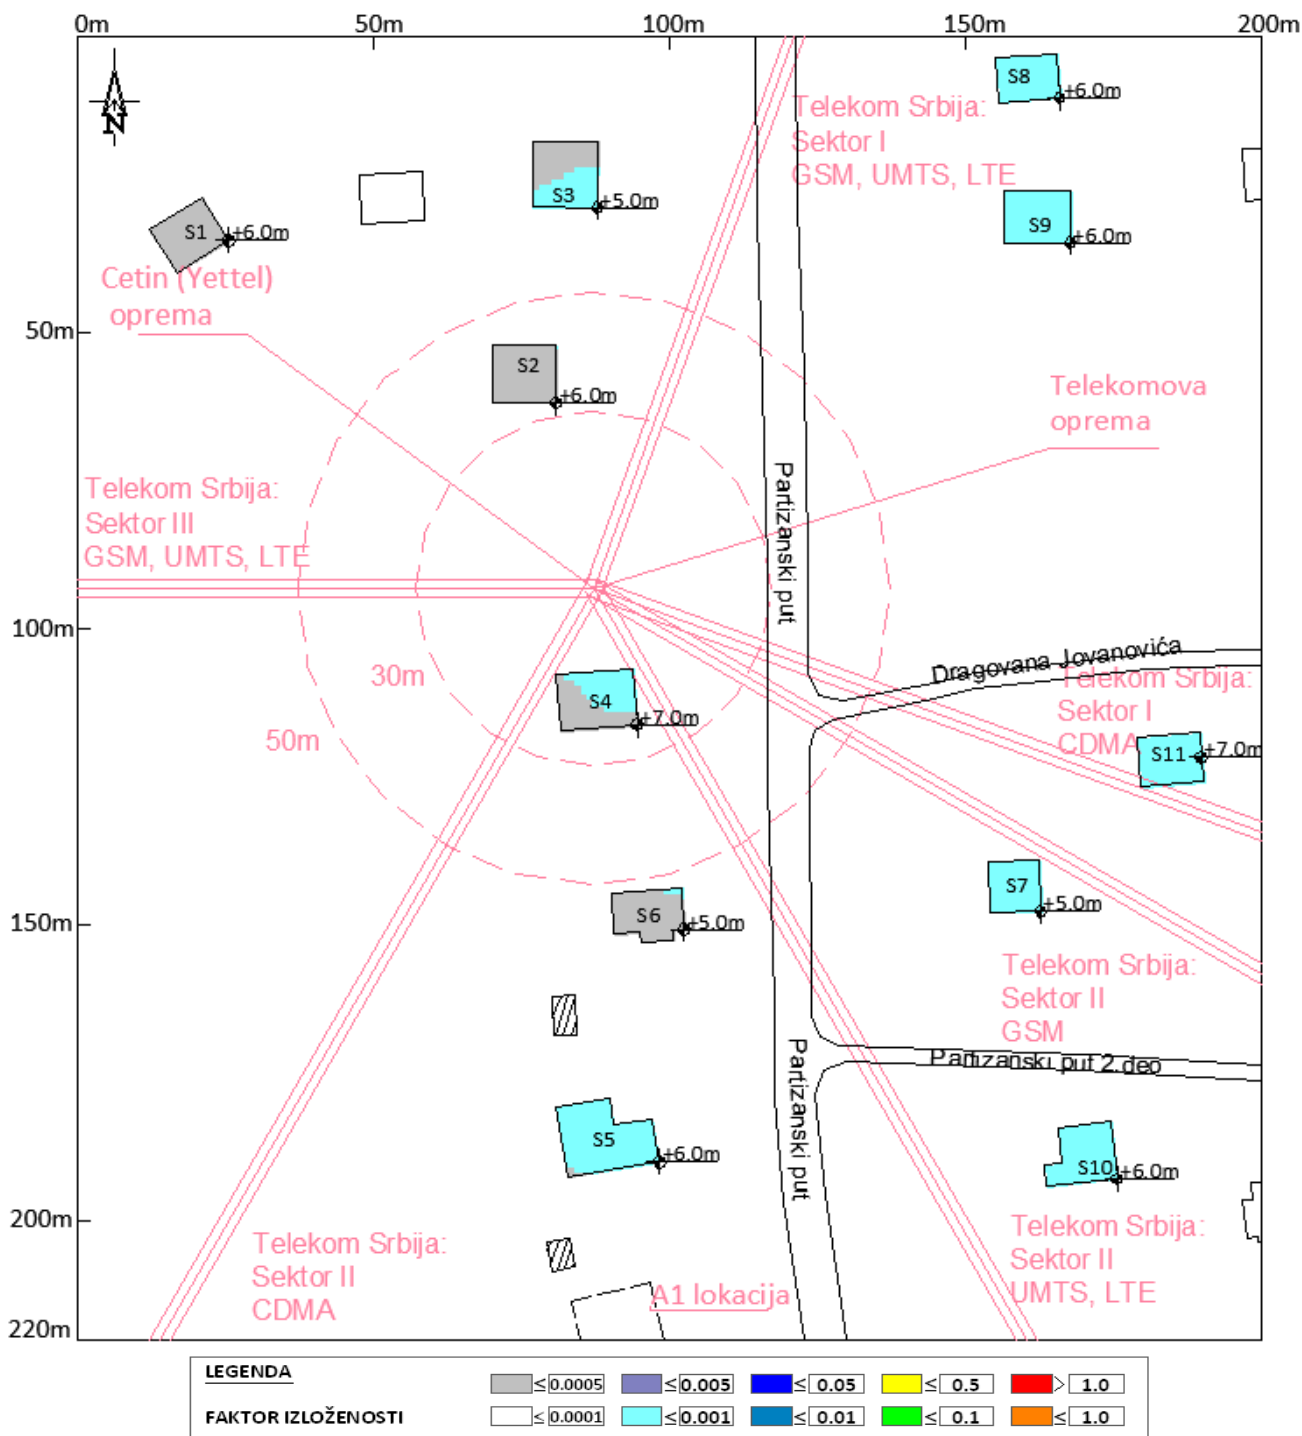 0m 50m 100m 150m 200m
S8
+6.0m
Telekom Srbija:
Sektor I
GSM, UMTS, LTE
N
S3
+5.0m
S1
+6.0m
S9
+6.0m
Cetin (Yettel)
oprema
50m
S2
+6.0m
Telekomova
oprema
Partizanski put
Telekom Srbija:
Sektor III
GSM, UMTS, LTE
100m
Dragovana Jovanovića
30m
50m
S4
+7.0m
Telekom Srbija:
Sektor I
CDMA
S11
+7.0m
S7
+5.0m
150m
S6
+5.0m
Telekom Srbija:
Sektor II
GSM
Partizanski put
Partizanski put 2.deo
S5
+6.0m
S10
+6.0m
200m
Telekom Srbija:
Sektor II
CDMA
Telekom Srbija:
Sektor II
UMTS, LTE
A1 lokacija
220m
LEGENDA
≤ 0.0005 ≤ 0.005 ≤ 0.05 ≤ 0.5 > 1.0
FAKTOR IZLOŽENOSTI
≤ 0.0001 ≤ 0.001 ≤ 0.01 ≤ 0.1 ≤ 1.0